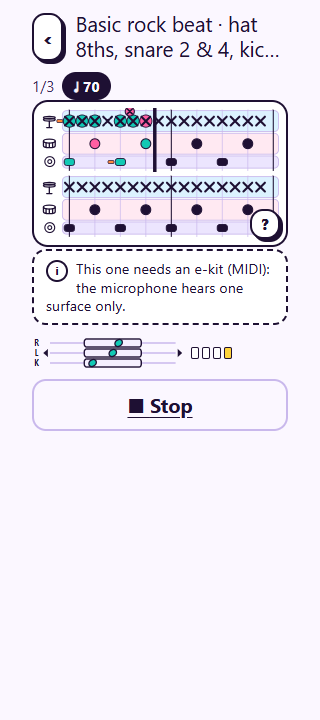 ‹
Basic rock beat · hat
8ths, snare 2 & 4, kic…
1/3 ♩ 70
?
i This one needs an e-kit (MIDI):
the microphone hears one
surface only.
R
L
K
■ Stop